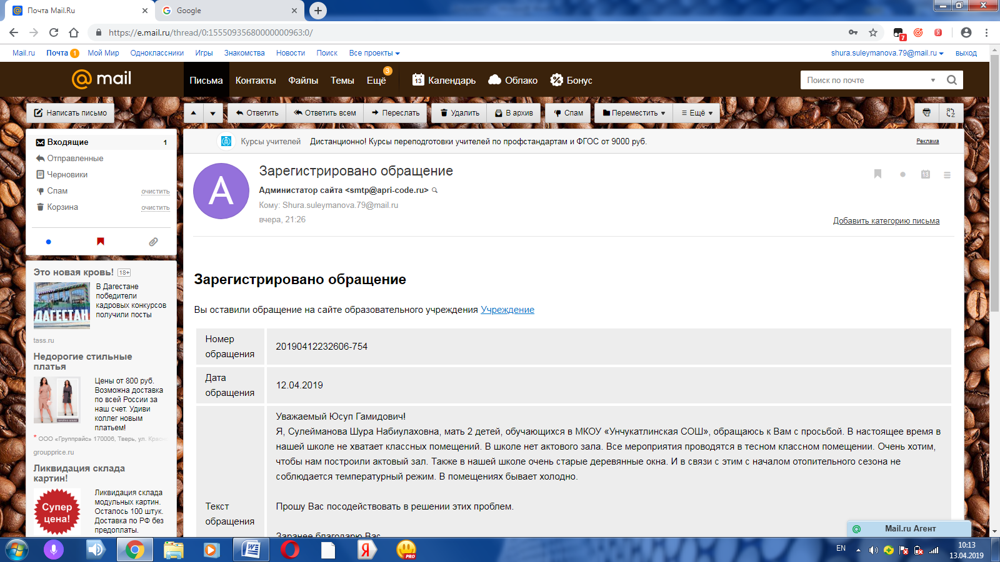 Почта Mail.Ru
Google
https://e.mail.ru/thread/0:15550935680000000963:0/
7
Mail.ru Почта 1 Мой Мир Одноклассники Игры Знакомства Новости Поиск Все проекты
shura.suleymanova.79@mail.ru выход
@ mail
Письма Контакты Файлы Темы Ещё 3 13 Календарь Облако Бонус
Поиск по почте
Написать письмо
Ответить Ответить всем Переслать Удалить В архив Спам Переместить Ещё
Входящие 1
Отправленные
Черновики
Спам очистить
Корзина очистить
Это новая кровь! 18+
В Дагестане
победители
кадровых конкурсов
получили посты
ДАГЕСТАН
tass.ru
Недорогие стильные
платья
Цены от 800 руб.
Возможна доставка
по всей России за
наш счет. Удиви
коллег новым
платьем!
* ООО «Группрайс» 170006, Тверь, ул.
groupprice.ru
Ликвидация склада
картин!
Супер
цена!
Ликвидация склада
модульных картин.
Осталось 100 штук.
Доставка по РФ без
предоплаты.
Курсы учителей Дистанционно! Курсы переподготовки учителей по профстандартам и ФГОС от 9000 руб.
Реклама
A
Зарегистрировано обращение
Администатор сайта <smtp@apri-code.ru>
Кому: Shura.suleymanova.79@mail.ru
вчера, 21:26
13
Добавить категорию письма
Зарегистрировано обращение
Вы оставили обращение на сайте образовательного учреждения Учреждение
Номер
обращения
20190412232606-754
Дата
обращения
12.04.2019
Текст
обращения
Уважаемый Юсуп Гамидович!
Я, Сулейманова Шура Набиулаховна, мать 2 детей, обучающихся в МКОУ «Унчукатлинская СОШ», обращаюсь к Вам с просьбой. В настоящее время в
нашей школе не хватает классных помещений. В школе нет актового зала. Все мероприятия проводятся в тесном классном помещении. Очень хотим,
чтобы нам построили актовый зал. Также в нашей школе очень старые деревянные окна. И в связи с этим с началом отопительного сезона не
соблюдается температурный режим. В помещениях бывает холодно.
Прошу Вас посодействовать в решении этих проблем.
Заранее благодарю Вас
Mail.ru Агент
PRO
EN
10:13
13.04.2019